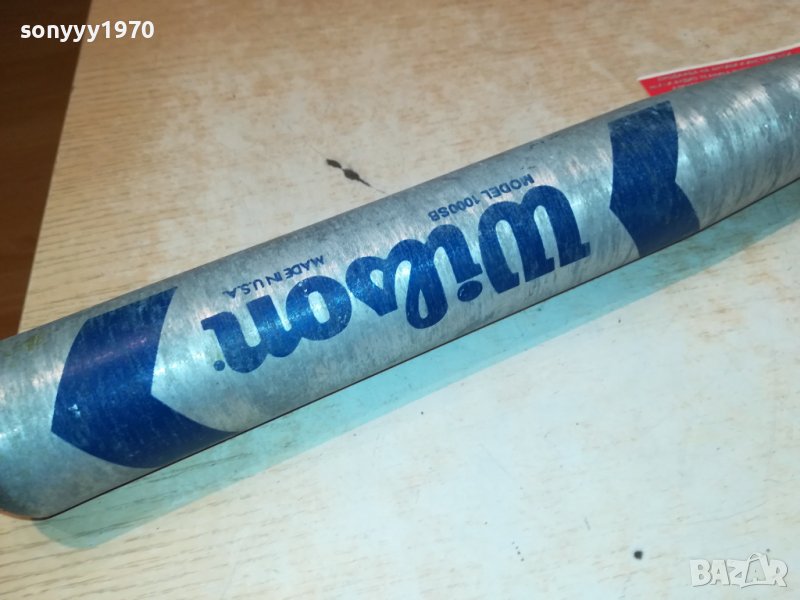 sonyyy1970
Wilson
MODEL 1000SB
MADE IN U.S.A.
BAZAR